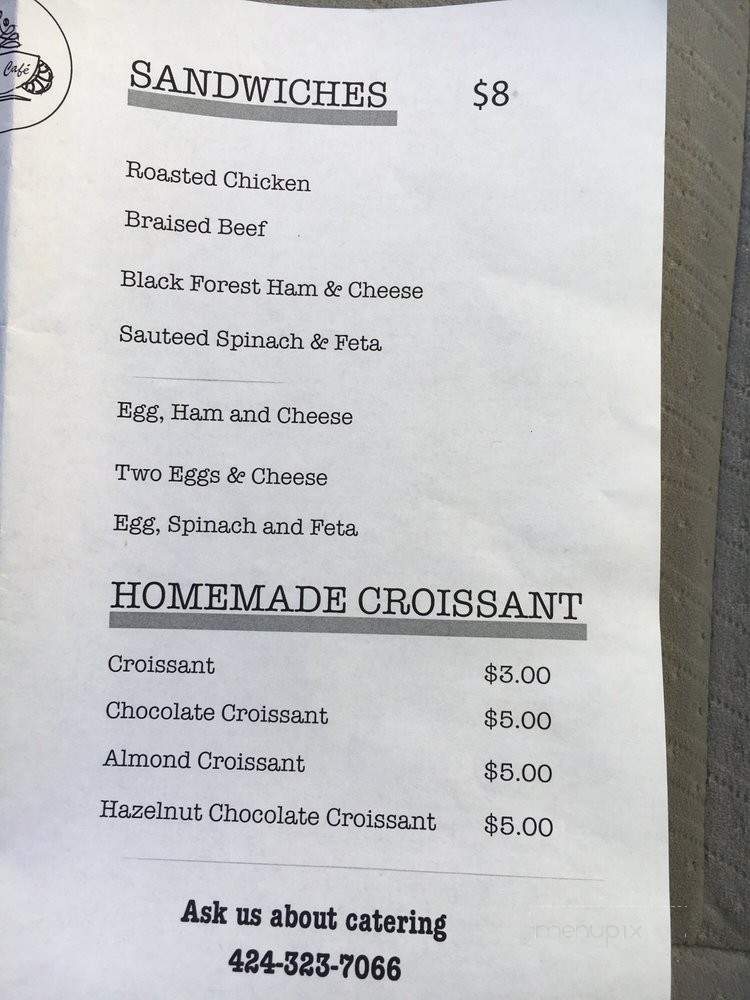 Café
SANDWICHES $8
Roasted Chicken
Braised Beef
Black Forest Ham & Cheese
Sauteed Spinach & Feta
Egg, Ham and Cheese
Two Eggs & Cheese
Egg, Spinach and Feta
HOMEMADE CROISSANT
Croissant $3.00
Chocolate Croissant $5.00
Almond Croissant $5.00
Hazelnut Chocolate Croissant $5.00
Ask us about catering
424-323-7066
menupix